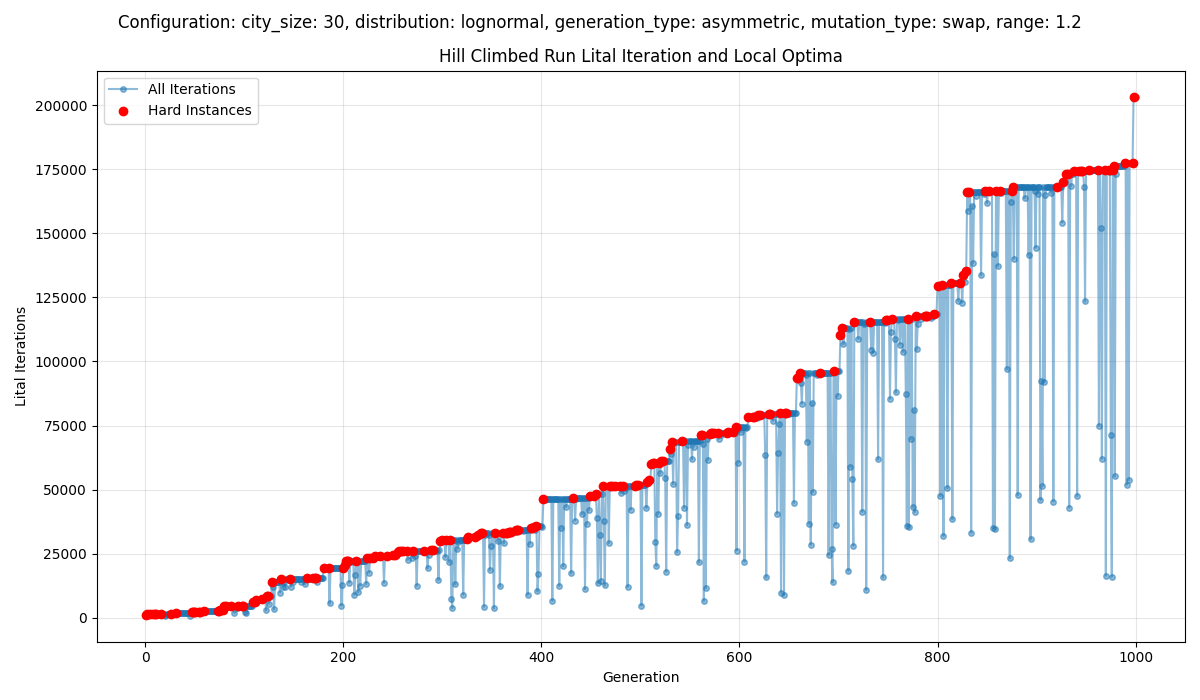 Configuration: city_size: 30, distribution: lognormal, generation_type: asymmetric, mutation_type: swap, range: 1.2
Hill Climbed Run Lital Iteration and Local Optima
All Iterations
Hard Instances
200000
175000
150000
125000
100000
75000
50000
25000
0
Lital Iterations
0 200 400 600 800 1000
Generation